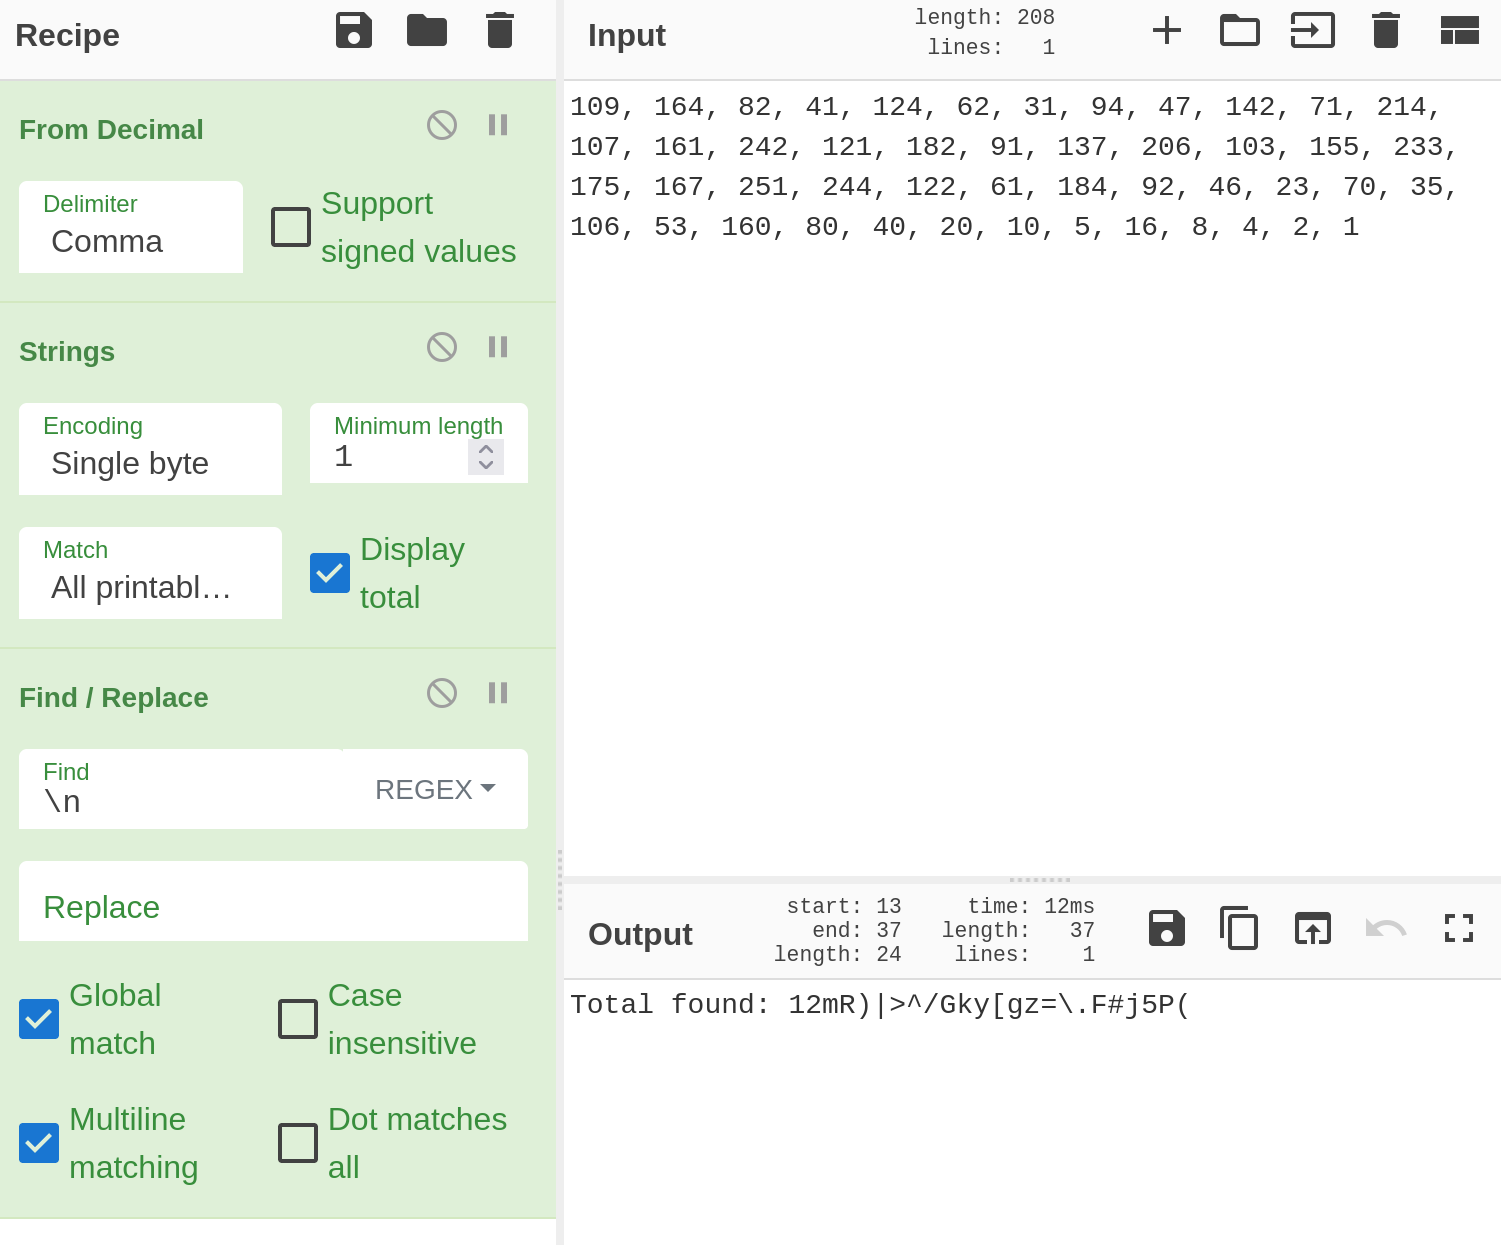 Recipe
From Decimal
Delimiter
Comma
Support
signed values
Strings
Encoding
Single byte
Minimum length
1
Match
All printabl…
Display
total
Find / Replace
Find
\n
REGEX
Replace
Global
match
Case
insensitive
Multiline
matching
Dot matches
all
Input
length: 208
lines: 1
109, 164, 82, 41, 124, 62, 31, 94, 47, 142, 71, 214,
107, 161, 242, 121, 182, 91, 137, 206, 103, 155, 233,
175, 167, 251, 244, 122, 61, 184, 92, 46, 23, 70, 35,
106, 53, 160, 80, 40, 20, 10, 5, 16, 8, 4, 2, 1
Output
start: 13 time: 12ms
end: 37 length: 37
length: 24 lines: 1
Total found: 12mR)|>^/Gky[gz=\.F#j5P(